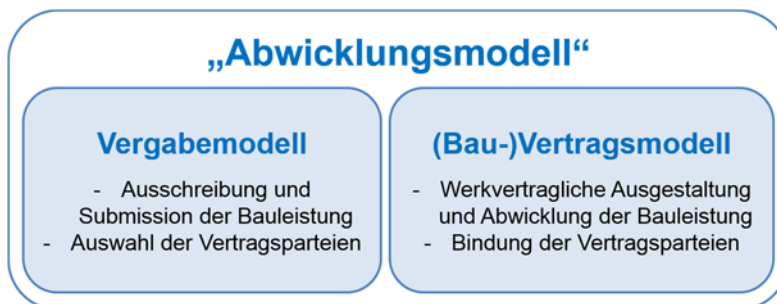 „Abwicklungsmodell“
Vergabemodell
- Ausschreibung und
Submission der Bauleistung
- Auswahl der Vertragsparteien
(Bau-)Vertragsmodell
- Werkvertragliche Ausgestaltung
und Abwicklung der Bauleistung
- Bindung der Vertragsparteien